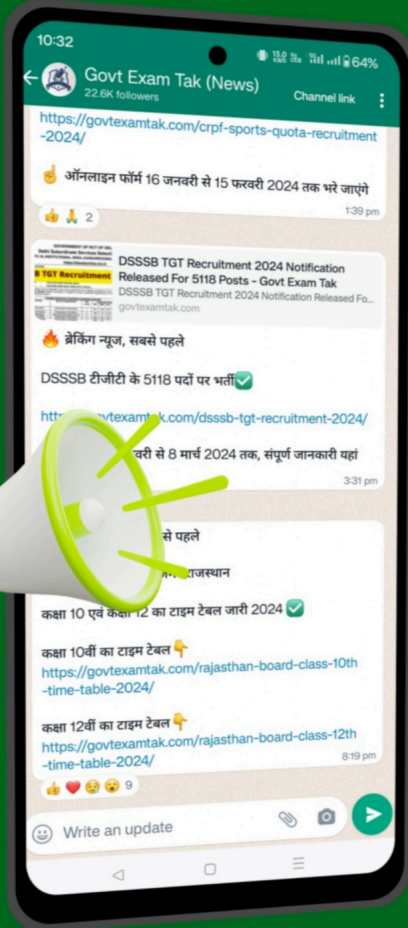 10:32
64%
Govt Exam Tak (News)
22.6K followers
Channel link
https://govtexamtak.com/crpf-sports-quota-recruitment
-2024/
ऑनलाइन फॉर्म 16 जनवरी से 15 फरवरी 2024 तक भरे जाएंगे
1:39 pm
👍🙏 2
B TGT Recruitment
DSSSB TGT Recruitment 2024 Notification
Released For 5118 Posts - Govt Exam Tak
DSSSB TGT Recruitment 2024 Notification Released Fo...
govtexamtak.com
🔥 ब्रेकिंग न्यूज, सबसे पहले
DSSSB टीजीटी के 5118 पदों पर भर्ती✅
k.com/dsssb-tgt-recruitment-2024/
वरी से 8 मार्च 2024 तक, संपूर्ण जानकारी यहां
3:31 pm
से पहले
राजस्थान
कक्षा 10 एवं कक्षा 12 का टाइम टेबल जारी 2024 ✅
कक्षा 10वीं का टाइम टेबल👇
https://govtexamtak.com/rajasthan-board-class-10th
-time-table-2024/
कक्षा 12वीं का टाइम टेबल👇
https://govtexamtak.com/rajasthan-board-class-12th
-time-table-2024/
8:19 pm
👍❤️😢😮 9
Write an update